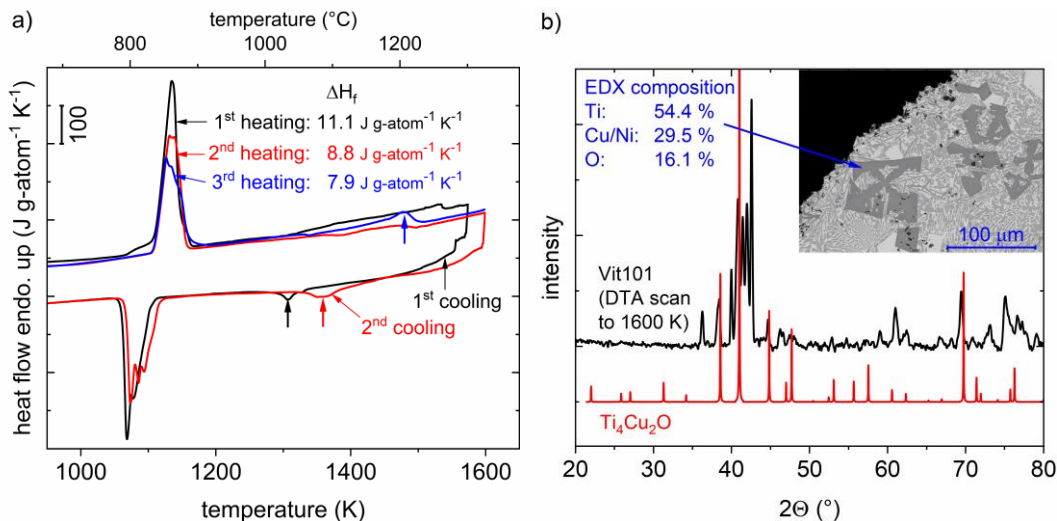 a)
temperature (°C)
800
1000
1200
heat flow endo. up (J g-atom⁻¹ K⁻¹)
100
ΔH_f
1ˢᵗ heating: 11.1 J g-atom⁻¹ K⁻¹
2ⁿᵈ heating: 8.8 J g-atom⁻¹ K⁻¹
3ʳᵈ heating: 7.9 J g-atom⁻¹ K⁻¹
1ˢᵗ cooling
2ⁿᵈ cooling
1000
1200
1400
1600
temperature (K)
b)
intensity
EDX composition
Ti: 54.4 %
Cu/Ni: 29.5 %
O: 16.1 %
100 µm
Vit101
(DTA scan
to 1600 K)
Ti₄Cu₂O
20
30
40
50
60
70
80
2Θ (°)